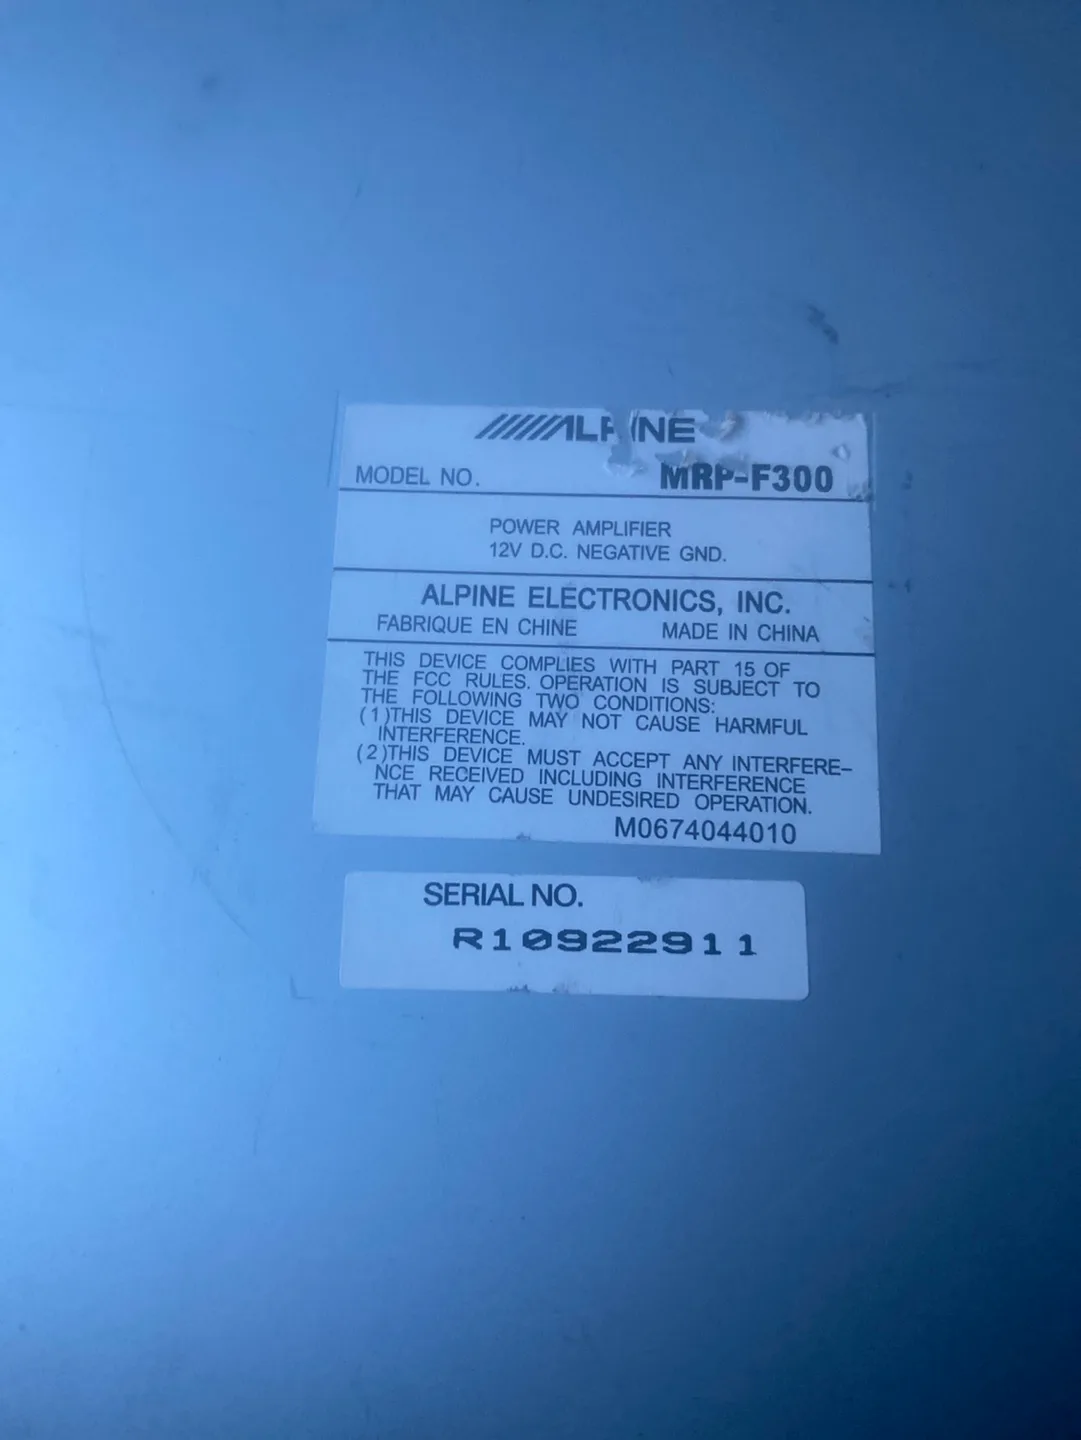 ALPINE
MODEL NO. MRP-F300
POWER AMPLIFIER
12V D.C. NEGATIVE GND.
ALPINE ELECTRONICS, INC.
FABRIQUE EN CHINE MADE IN CHINA
THIS DEVICE COMPLIES WITH PART 15 OF
THE FCC RULES. OPERATION IS SUBJECT TO
THE FOLLOWING TWO CONDITIONS:
(1)THIS DEVICE MAY NOT CAUSE HARMFUL
INTERFERENCE.
(2)THIS DEVICE MUST ACCEPT ANY INTERFERE-
NCE RECEIVED INCLUDING INTERFERENCE
THAT MAY CAUSE UNDESIRED OPERATION.
M0674044010
SERIAL NO.
R10922911